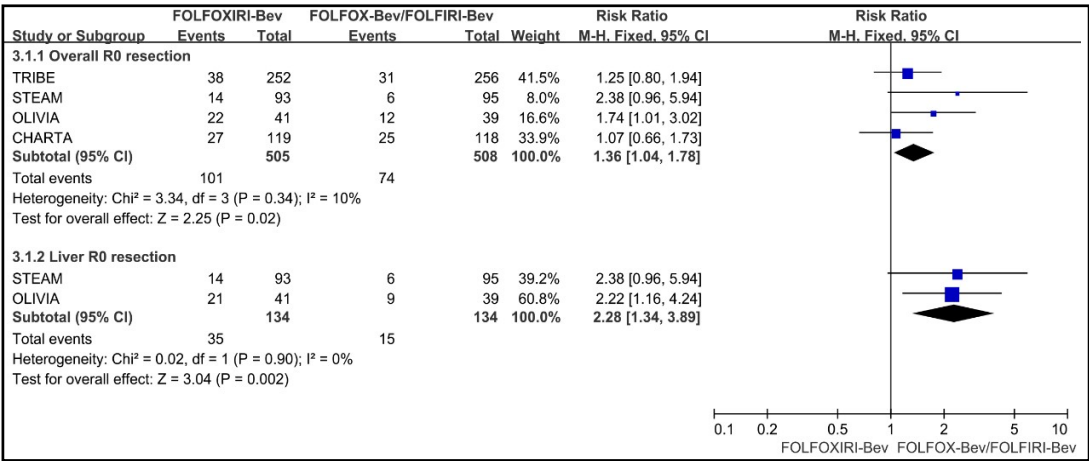 FOLFOXIRI-Bev FOLFOX-Bev/FOLFIRI-Bev Risk Ratio Risk Ratio
Study or Subgroup Events Total Events Total Weight M-H. Fixed. 95% CI M-H. Fixed. 95% CI
3.1.1 Overall R0 resection
TRIBE 38 252 31 256 41.5% 1.25 [0.80, 1.94]
STEAM 14 93 6 95 8.0% 2.38 [0.96, 5.94]
OLIVIA 22 41 12 39 16.6% 1.74 [1.01, 3.02]
CHARTA 27 119 25 118 33.9% 1.07 [0.66, 1.73]
Subtotal (95% CI) 505 508 100.0% 1.36 [1.04, 1.78]
Total events 101 74
Heterogeneity: Chi² = 3.34, df = 3 (P = 0.34); I² = 10%
Test for overall effect: Z = 2.25 (P = 0.02)
3.1.2 Liver R0 resection
STEAM 14 93 6 95 39.2% 2.38 [0.96, 5.94]
OLIVIA 21 41 9 39 60.8% 2.22 [1.16, 4.24]
Subtotal (95% CI) 134 134 100.0% 2.28 [1.34, 3.89]
Total events 35 15
Heterogeneity: Chi² = 0.02, df = 1 (P = 0.90); I² = 0%
Test for overall effect: Z = 3.04 (P = 0.002)
0.1 0.2 0.5 1 2 5 10
FOLFOXIRI-Bev FOLFOX-Bev/FOLFIRI-Bev